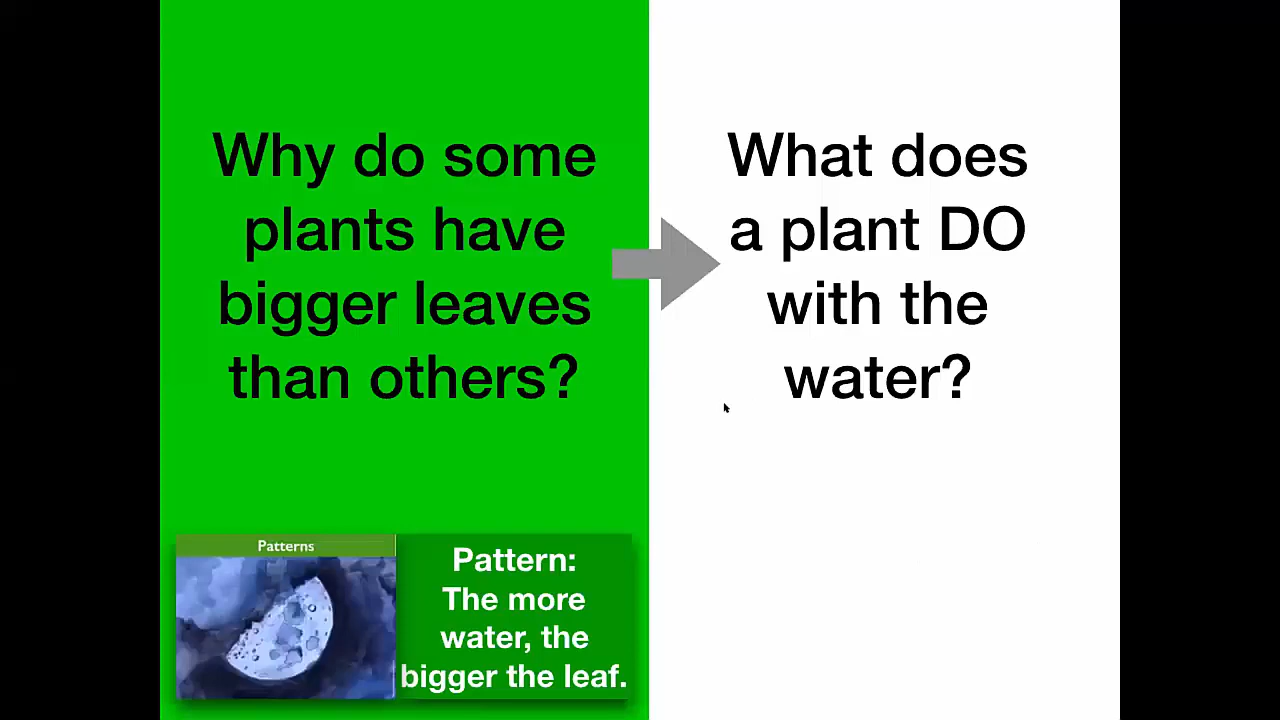 Why do some
plants have
bigger leaves
than others?
What does
a plant DO
with the
water?
Patterns
Pattern:
The more
water, the
bigger the leaf.